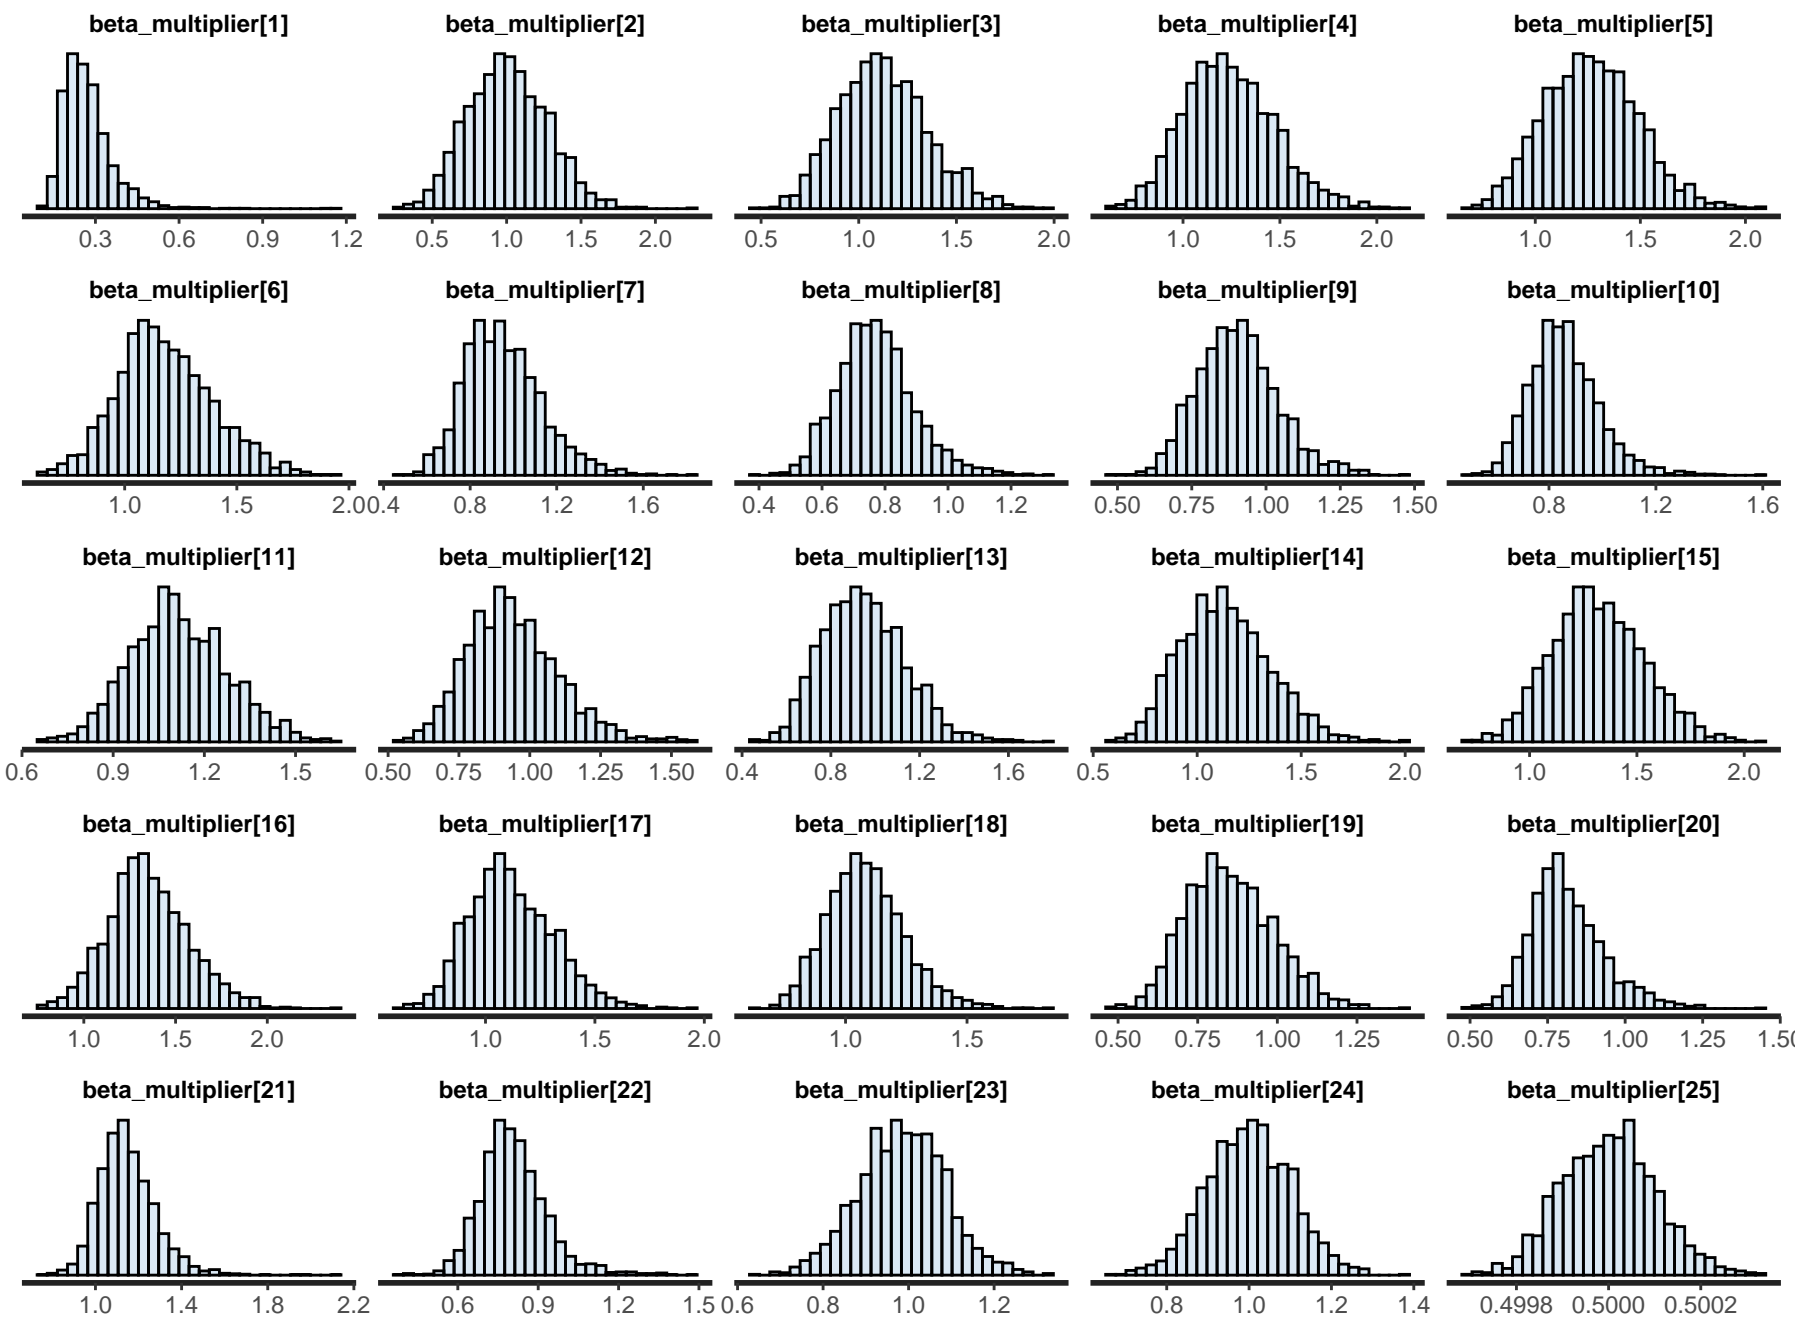 beta_multiplier[1] beta_multiplier[2] beta_multiplier[3] beta_multiplier[4] beta_multiplier[5]
0.3 0.6 0.9 1.2 0.5 1.0 1.5 2.0 0.5 1.0 1.5 2.0 1.0 1.5 2.0 1.0 1.5 2.0
beta_multiplier[6] beta_multiplier[7] beta_multiplier[8] beta_multiplier[9] beta_multiplier[10]
1.0 1.5 2.0 0.4 0.8 1.2 1.6 0.4 0.6 0.8 1.0 1.2 0.50 0.75 1.00 1.25 1.50 0.8 1.2 1.6
beta_multiplier[11] beta_multiplier[12] beta_multiplier[13] beta_multiplier[14] beta_multiplier[15]
0.6 0.9 1.2 1.5 0.50 0.75 1.00 1.25 1.50 0.4 0.8 1.2 1.6 0.5 1.0 1.5 2.0 1.0 1.5 2.0
beta_multiplier[16] beta_multiplier[17] beta_multiplier[18] beta_multiplier[19] beta_multiplier[20]
1.0 1.5 2.0 1.0 1.5 2.0 1.0 1.5 0.50 0.75 1.00 1.25 0.50 0.75 1.00 1.25 1.50
beta_multiplier[21] beta_multiplier[22] beta_multiplier[23] beta_multiplier[24] beta_multiplier[25]
1.0 1.4 1.8 2.2 0.6 0.9 1.2 1.5 0.6 0.8 1.0 1.2 0.8 1.0 1.2 1.4 0.4998 0.5000 0.5002